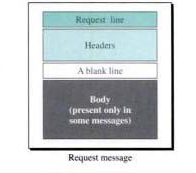 Request line
Headers
A blank line
Body
(present only in
some messages)
Request message